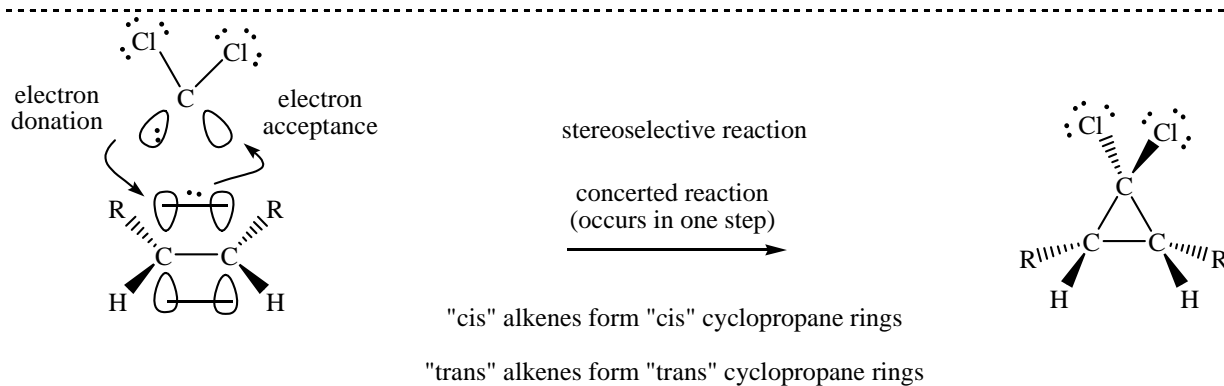 Cl
Cl
C
electron donation
electron acceptance
R
R
C
C
H
H
stereoselective reaction
concerted reaction
(occurs in one step)
"cis" alkenes form "cis" cyclopropane rings
"trans" alkenes form "trans" cyclopropane rings
Cl
Cl
C
R
C
C
R
H
H